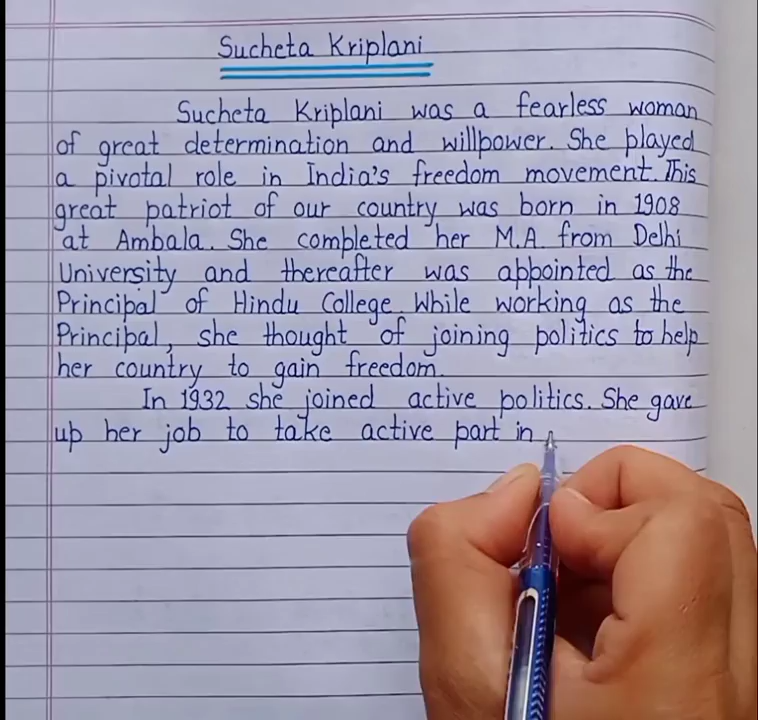 Sucheta Kriplani
Sucheta Kriplani was a fearless woman
of great determination and willpower. She played
a pivotal role in India's freedom movement. This
great patriot of our country was born in 1908
at Ambala. She completed her M.A. from Delhi
University and thereafter was appointed as the
Principal of Hindu College. While working as the
Principal, she thought of joining politics to help
her country to gain freedom.
In 1932 she joined active politics. She gave
up her job to take active part in